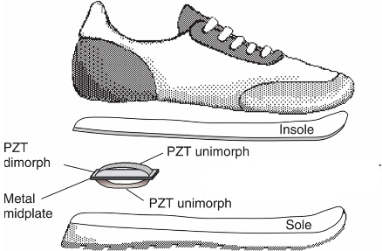 Insole
PZT
dimorph
PZT unimorph
Metal
midplate
PZT unimorph
Sole